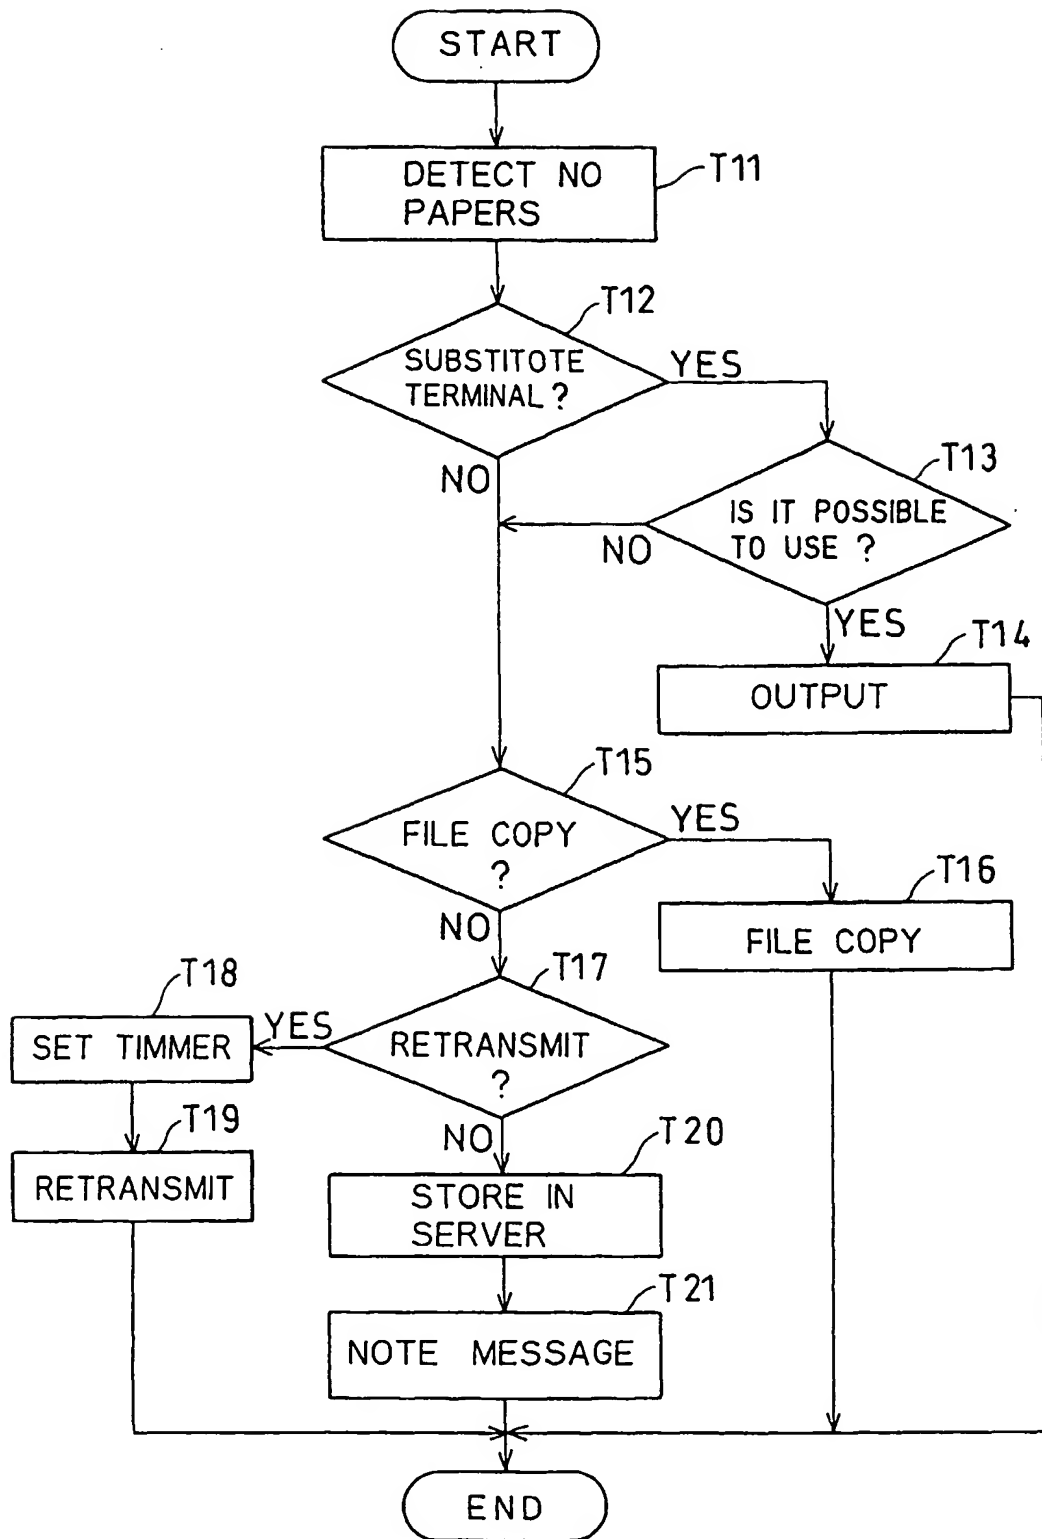 START
DETECT NO
PAPERS
T11
T12
SUBSTITOTE
TERMINAL?
YES
NO
T13
IS IT POSSIBLE
TO USE ?
NO
YES
T14
OUTPUT
T15
FILE COPY
?
YES
NO
T16
FILE COPY
T17
RETRANSMIT
?
YES
NO
T18
SET TIMMER
T19
RETRANSMIT
T20
STORE IN
SERVER
T21
NOTE MESSAGE
END